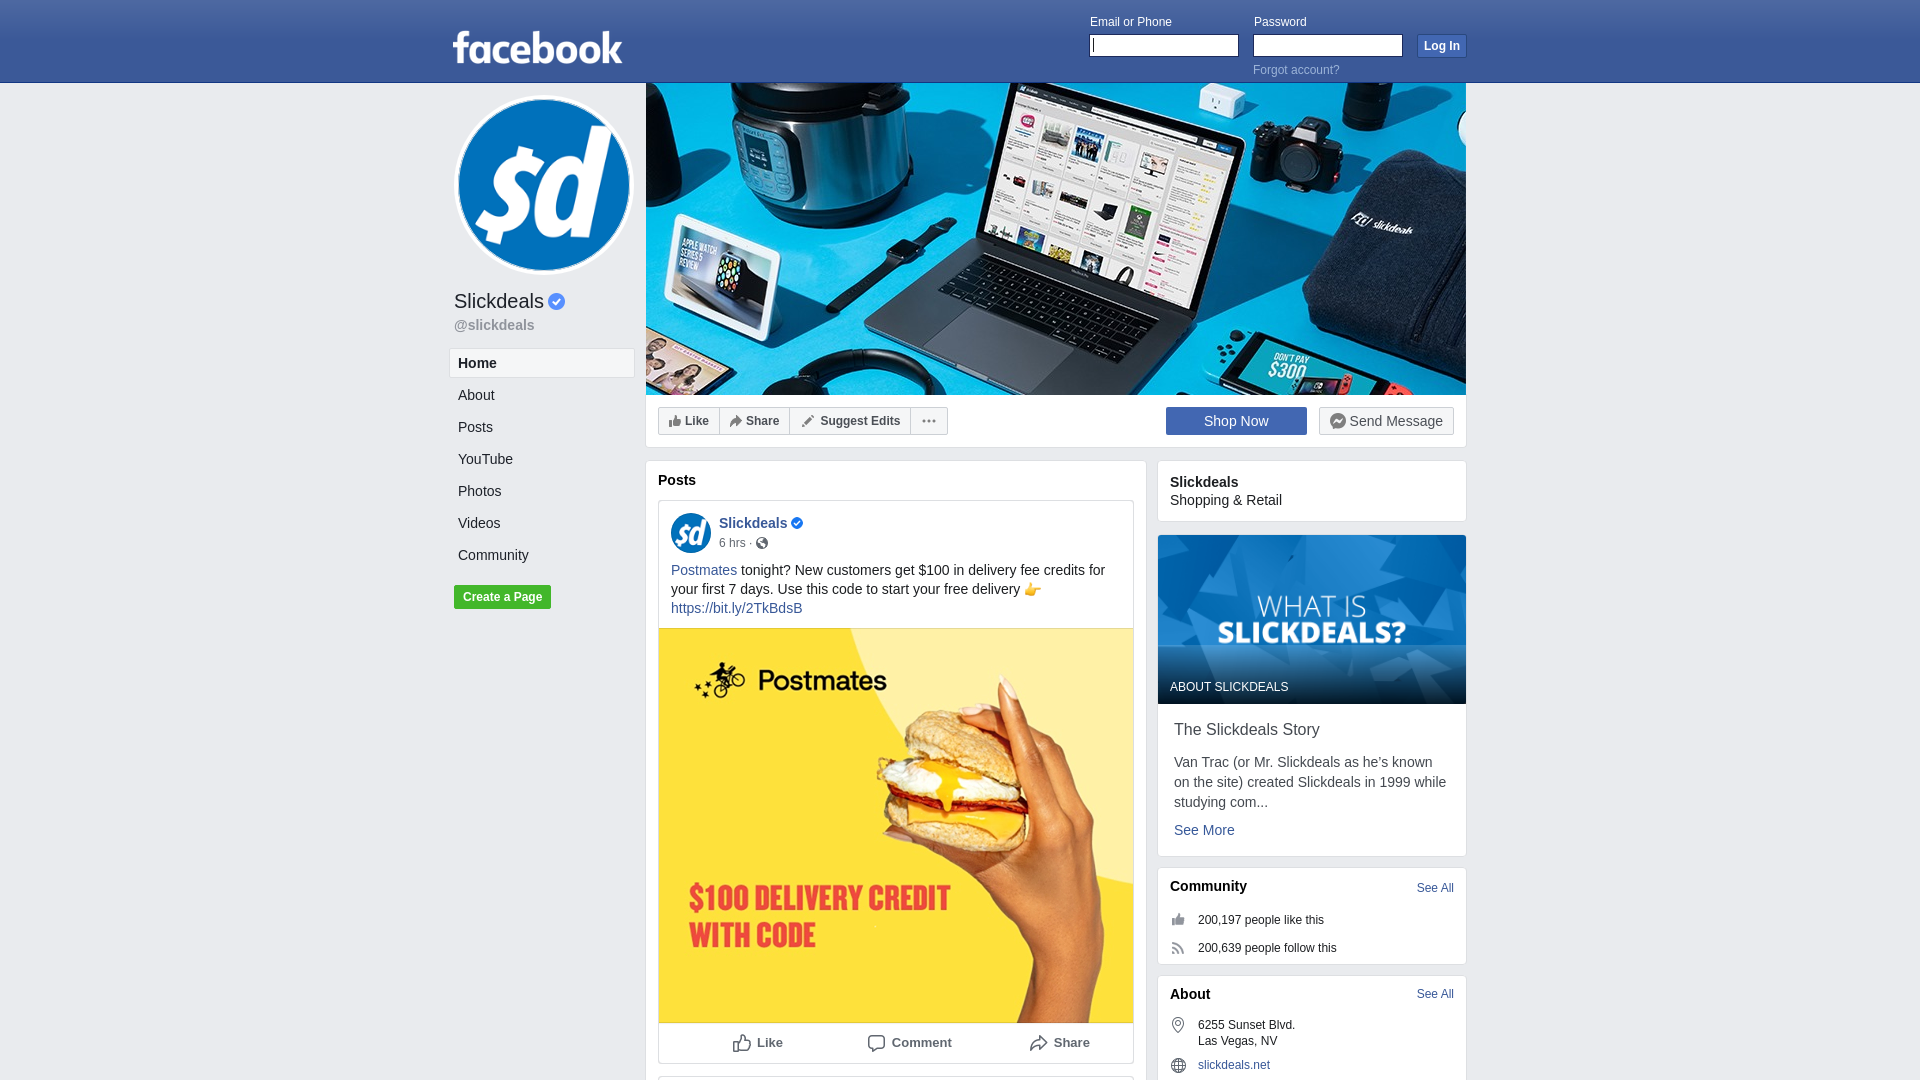 facebook
Email or Phone
Password
Log In
Forgot account?
$d
Slickdeals
@slickdeals
Home
About
Posts
YouTube
Photos
Videos
Community
Create a Page
APPLE WATCH
SERIES 5
REVIEW
slickdeals
DON'T PAY
$300
Like
Share
Suggest Edits
Shop Now
Send Message
Posts
$d
Slickdeals
6 hrs ·
Postmates tonight? New customers get $100 in delivery fee credits for
your first 7 days. Use this code to start your free delivery 👉
https://bit.ly/2TkBdsB
Postmates
$100 DELIVERY CREDIT
WITH CODE
Like
Comment
Share
Slickdeals
Shopping & Retail
WHAT IS
SLICKDEALS?
ABOUT SLICKDEALS
The Slickdeals Story
Van Trac (or Mr. Slickdeals as he’s known
on the site) created Slickdeals in 1999 while
studying com...
See More
Community
See All
200,197 people like this
200,639 people follow this
About
See All
6255 Sunset Blvd.
Las Vegas, NV
slickdeals.net